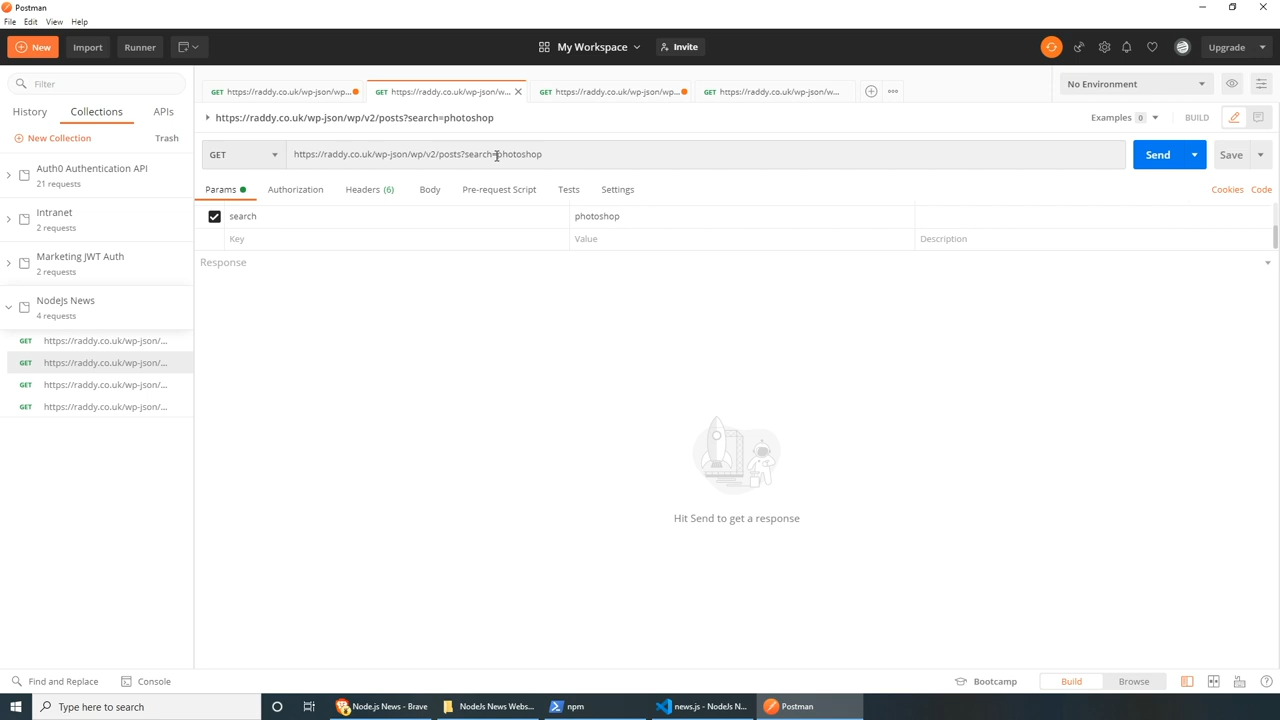 Postman
File Edit View Help
New Import Runner My Workspace Invite Upgrade
Filter
GET https://raddy.co.uk/wp-json/wp... GET https://raddy.co.uk/wp-json/w... GET https://raddy.co.uk/wp-json/wp... GET https://raddy.co.uk/wp-json/w... No Environment
History Collections APIs
https://raddy.co.uk/wp-json/wp/v2/posts?search=photoshop Examples 0 BUILD
New Collection Trash
GET https://raddy.co.uk/wp-json/wp/v2/posts?search=photoshop Send Save
Auth0 Authentication API
21 requests
Params Authorization Headers (6) Body Pre-request Script Tests Settings Cookies Code
Intranet
2 requests
search photoshop
Key Value Description
Marketing JWT Auth
2 requests
Response
NodeJs News
4 requests
GET https://raddy.co.uk/wp-json/...
GET https://raddy.co.uk/wp-json/...
GET https://raddy.co.uk/wp-json/...
GET https://raddy.co.uk/wp-json/...
Hit Send to get a response
Find and Replace Console Bootcamp Build Browse
Type here to search Node.js News - Brave NodeJs News Webs... npm news.js - NodeJs N... Postman